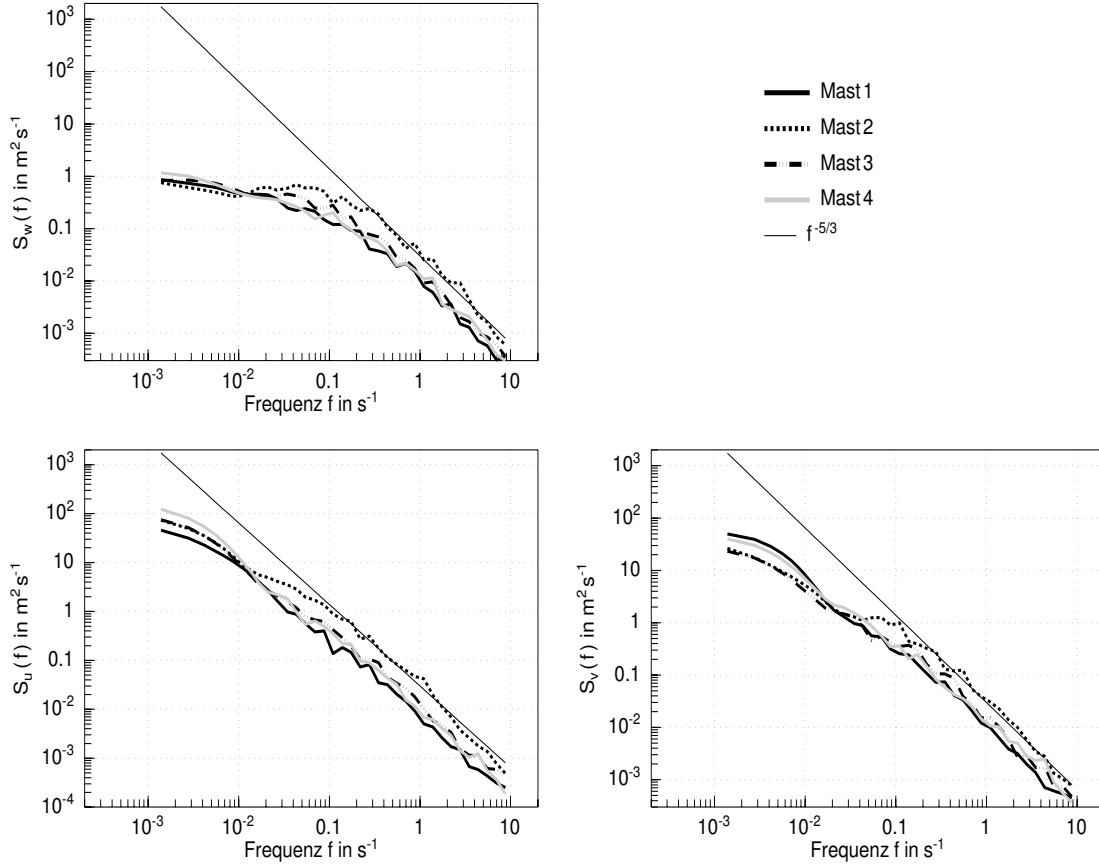 10³
10²
10
1
0.1
10⁻²
10⁻³
S_w (f) in m² s⁻¹
10⁻³ 10⁻² 0.1 1 10
Frequenz f in s⁻¹
Mast 1
Mast 2
Mast 3
Mast 4
f⁻⁵/³
10³
10²
10
1
0.1
10⁻²
10⁻³
10⁻⁴
S_u (f) in m² s⁻¹
10⁻³ 10⁻² 0.1 1 10
Frequenz f in s⁻¹
10³
10²
10
1
0.1
10⁻²
10⁻³
S_v (f) in m² s⁻¹
10⁻³ 10⁻² 0.1 1 10
Frequenz f in s⁻¹